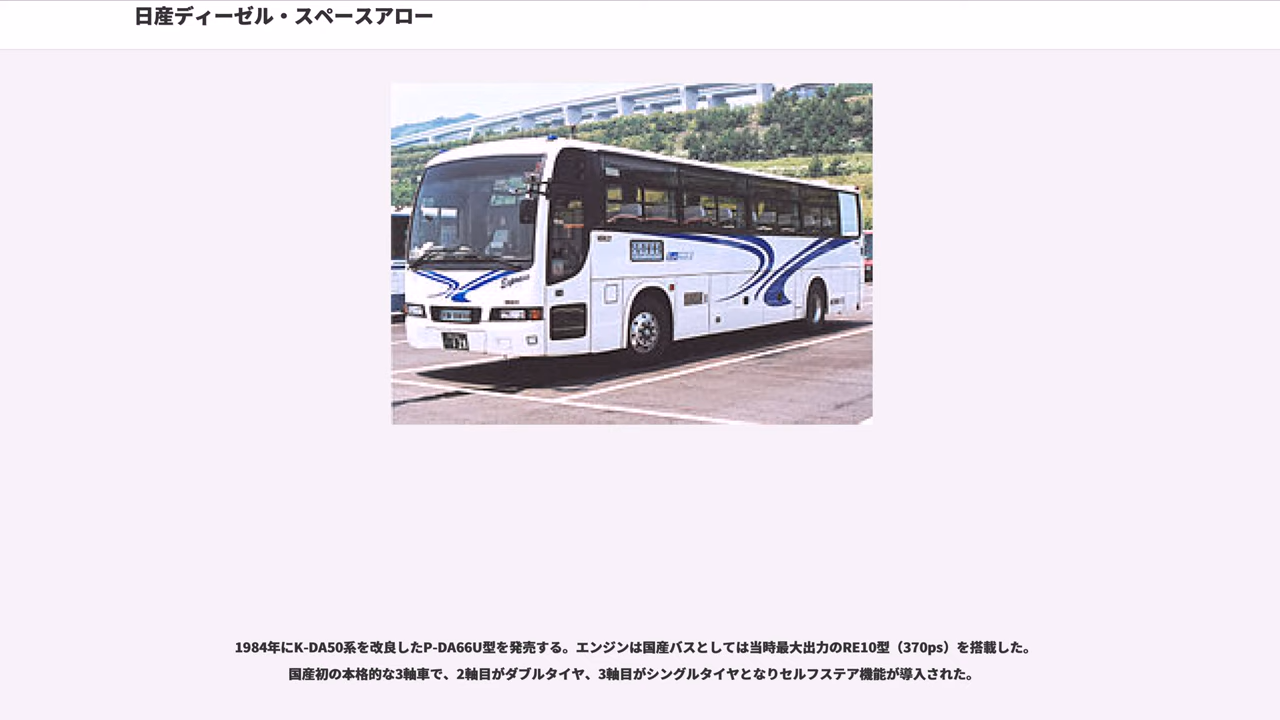 日産ディーゼル・スペースアロー
Express
1984年にK-DA50系を改良したP-DA66U型を発売する。エンジンは国産バスとしては当時最大出力のRE10型（370ps）を搭載した。
国産初の本格的な3軸車で、2軸目がダブルタイヤ、3軸目がシングルタイヤとなりセルフステア機能が導入された。